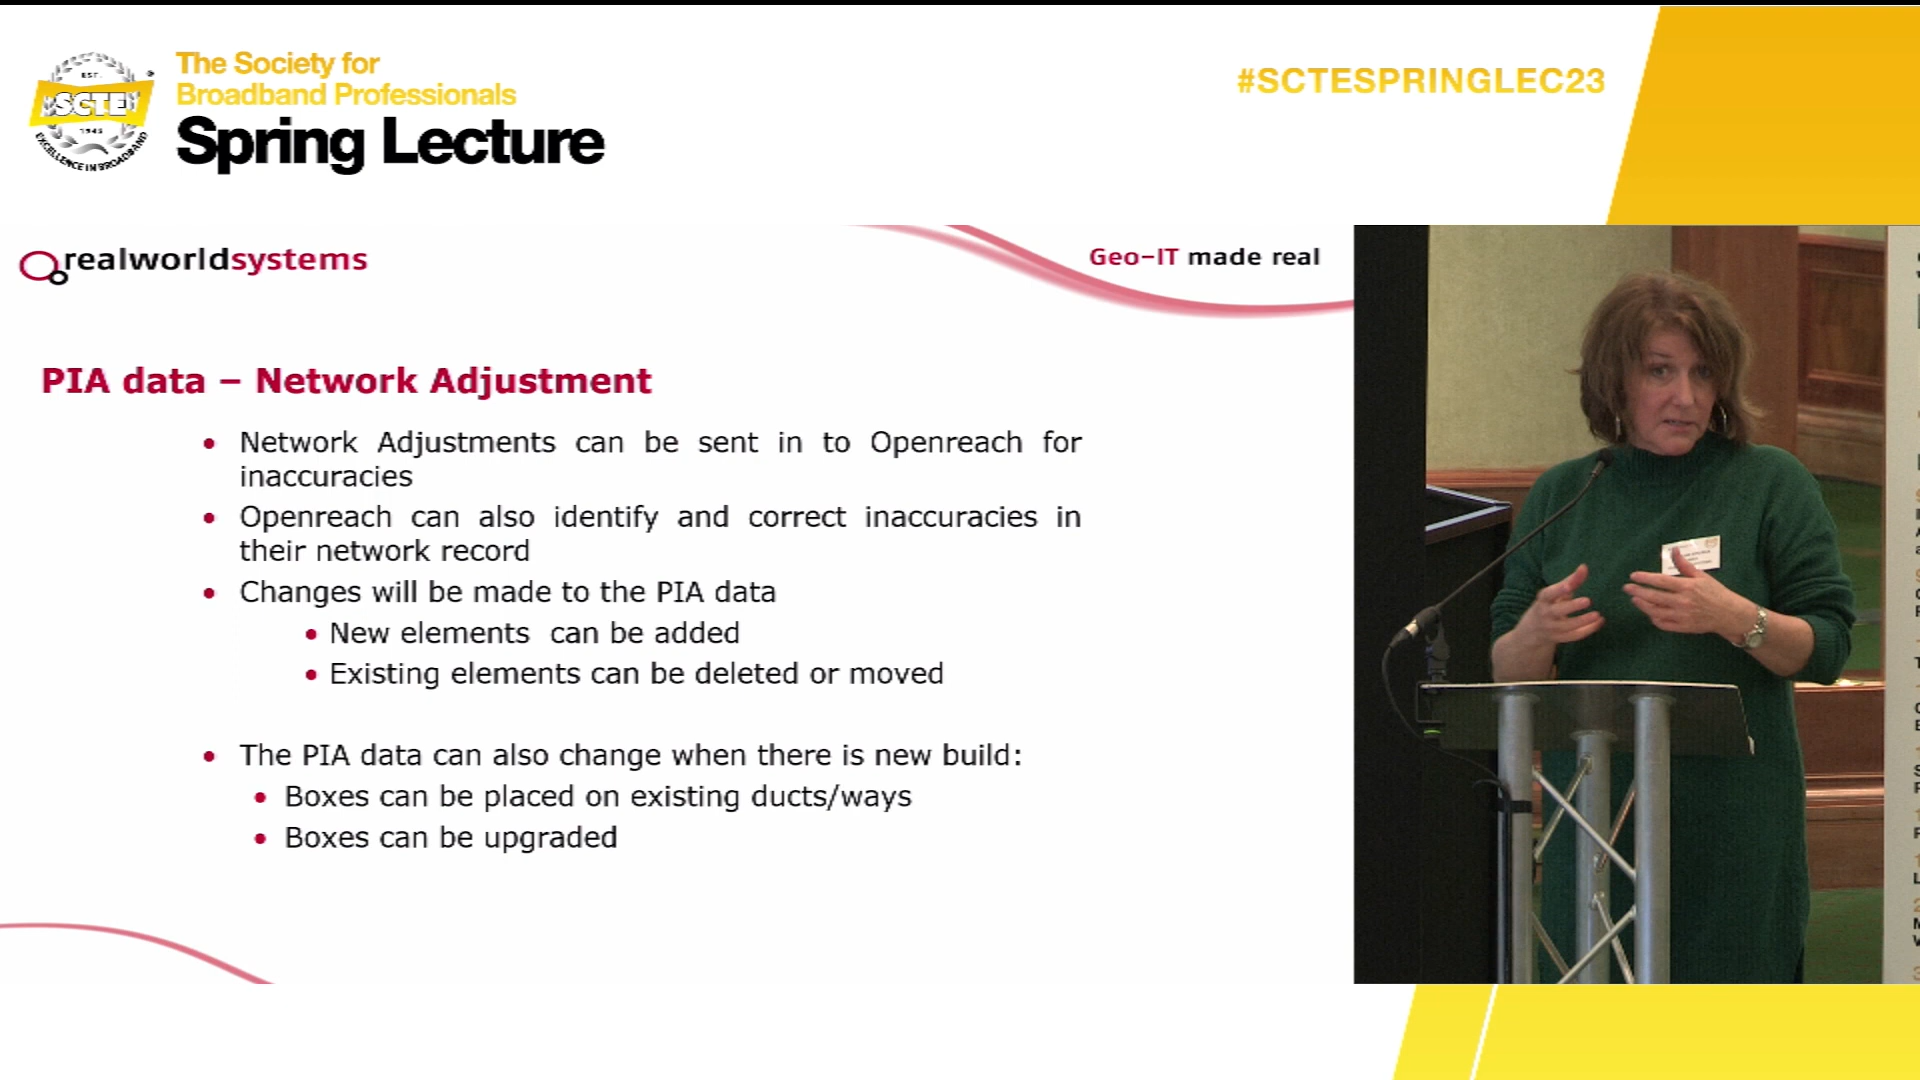 EST.
SCTE
1945
EXCELLENCE IN BROADBAND
The Society for
Broadband Professionals
Spring Lecture
#SCTESPRINGLEC23
realworldsystems
Geo-IT made real
PIA data – Network Adjustment
• Network Adjustments can be sent in to Openreach for
inaccuracies
• Openreach can also identify and correct inaccuracies in
their network record
• Changes will be made to the PIA data
• New elements  can be added
• Existing elements can be deleted or moved
• The PIA data can also change when there is new build:
• Boxes can be placed on existing ducts/ways
• Boxes can be upgraded